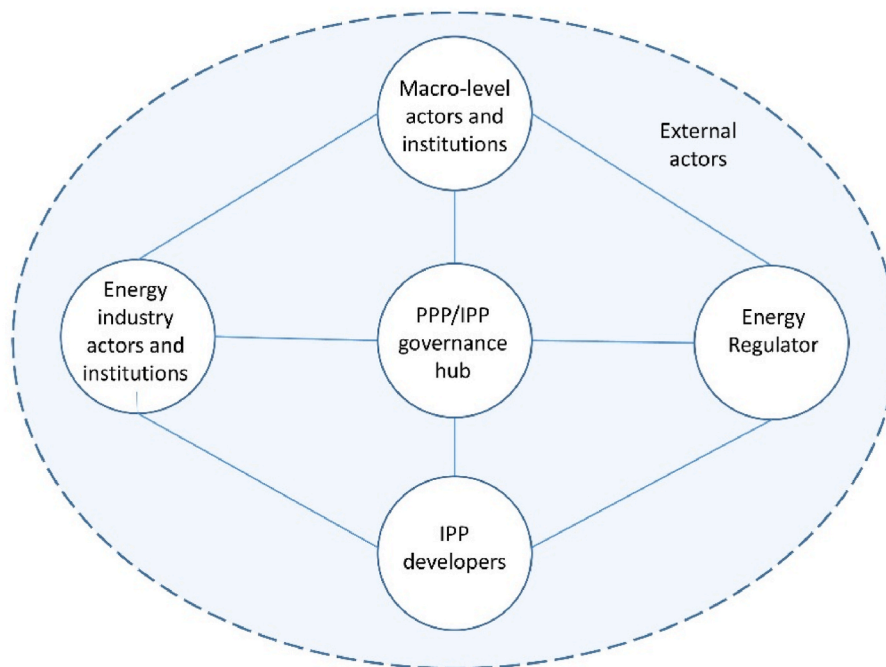 Macro-level
actors and
institutions
External
actors
Energy
industry
actors and
institutions
PPP/IPP
governance
hub
Energy
Regulator
IPP
developers